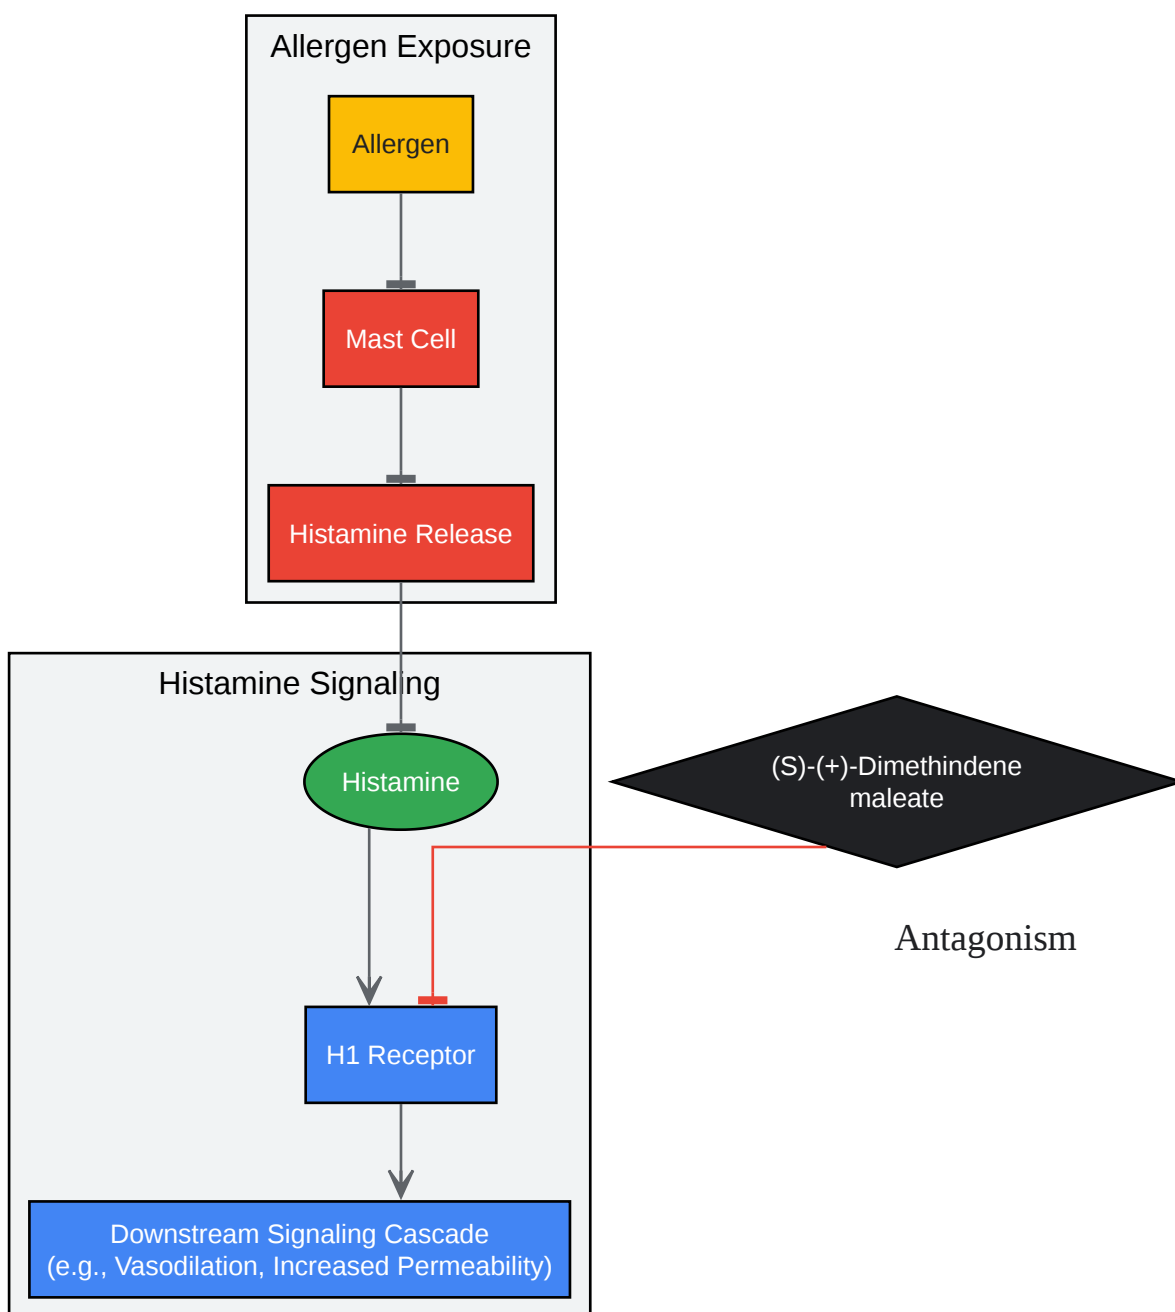 Allergen Exposure
Allergen
Mast Cell
Histamine Release
Histamine Signaling
Histamine
(S)-(+)-Dimethindene
maleate
Antagonism
H1 Receptor
Downstream Signaling Cascade
(e.g., Vasodilation, Increased Permeability)